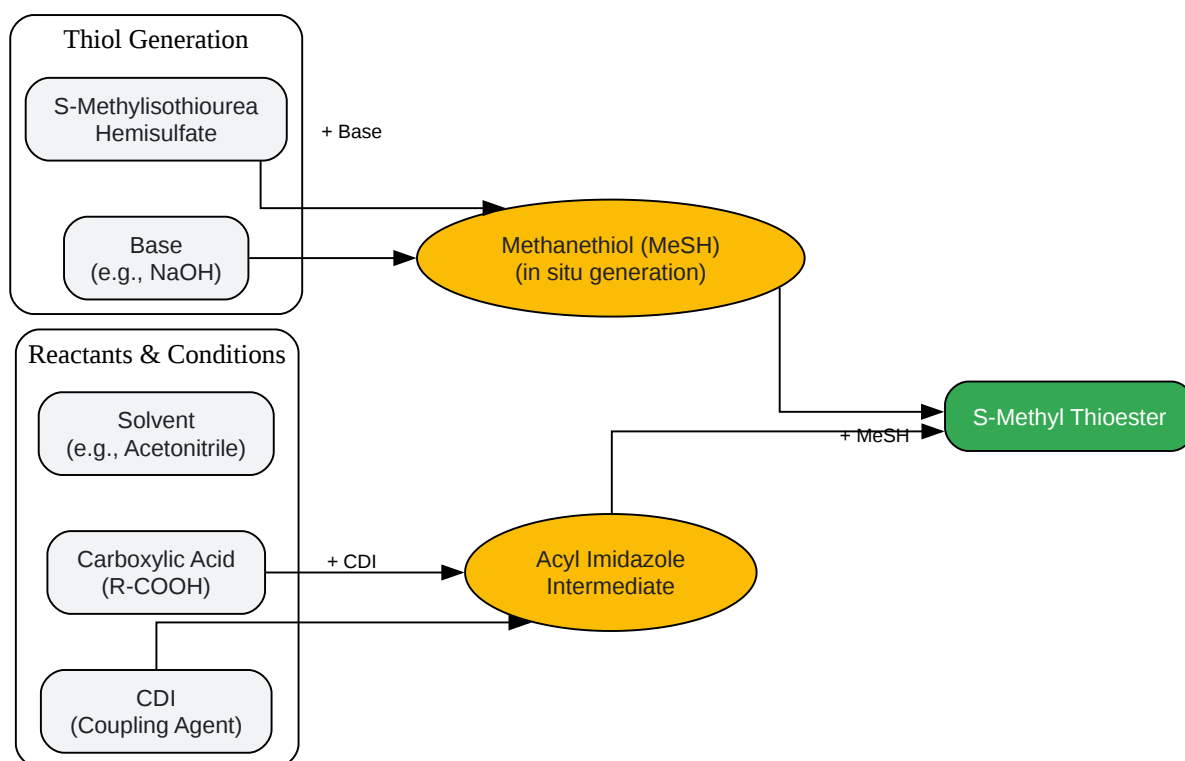 Thiol Generation
S-Methylisothiourea
Hemisulfate
+ Base
Base
(e.g., NaOH)
Methanethiol (MeSH)
(in situ generation)
Reactants & Conditions
Solvent
(e.g., Acetonitrile)
S-Methyl Thioester
+ MeSH
Carboxylic Acid
(R-COOH)
+ CDI
Acyl Imidazole
Intermediate
CDI
(Coupling Agent)